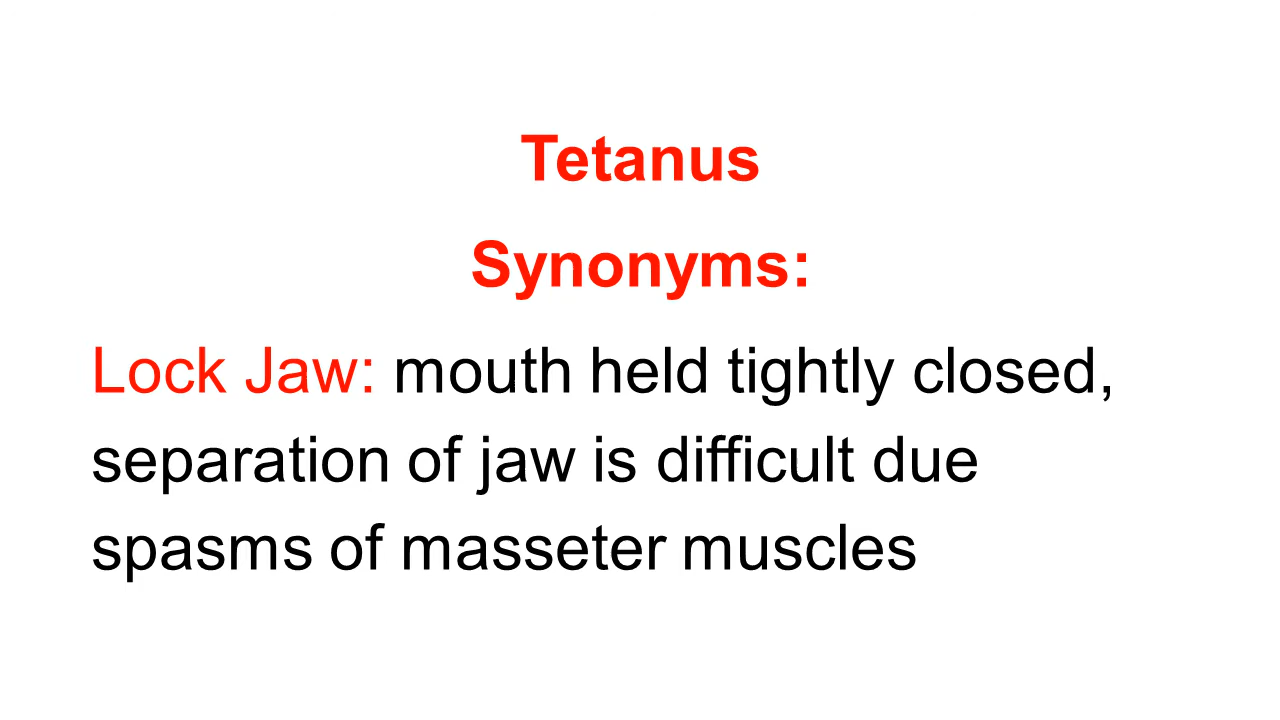 Tetanus
Synonyms:
Lock Jaw: mouth held tightly closed,
separation of jaw is difficult due
spasms of masseter muscles